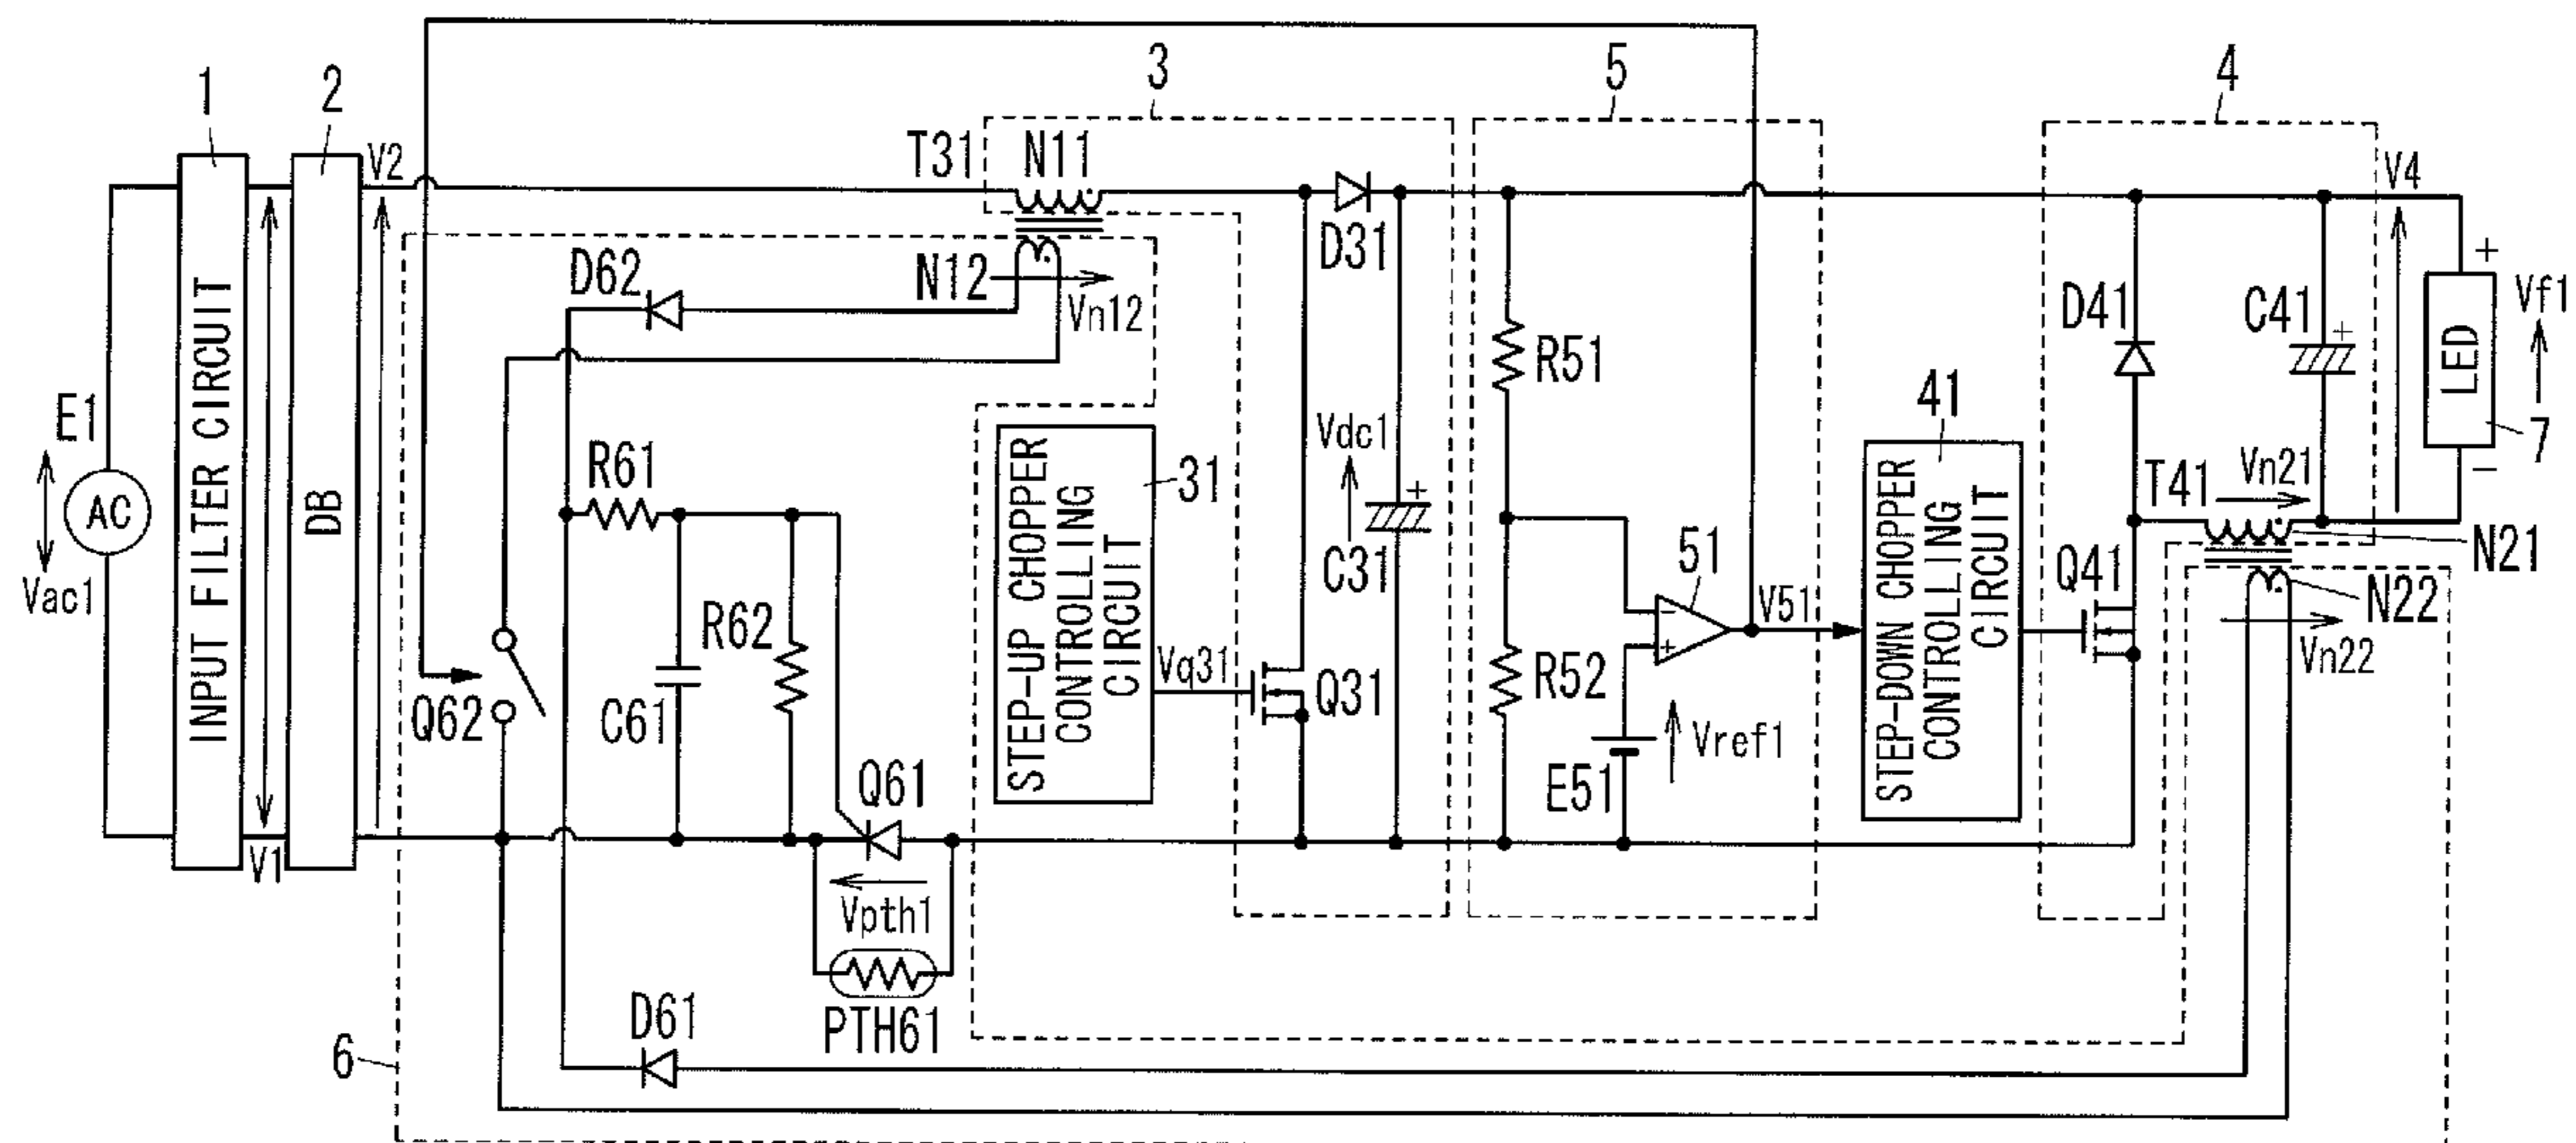 1
2
3
5
4
V2
T31
N11
V4
D31
D62
N12
Vn12
INPUT FILTER CIRCUIT
DB
E1
AC
Vac1
V1
R61
R62
C61
Q62
Q61
Vpth1
PTH61
D61
6
STEP-UP CHOPPER
CONTROLLING
CIRCUIT
31
Vq31
Q31
Vdc1
+
C31
R51
R52
51
-
+
V51
E51
Vref1
41
STEP-DOWN CHOPPER
CONTROLLING
CIRCUIT
Q41
D41
C41
+
T41
Vn21
N21
N22
Vn22
+
LED
-
Vf1
7